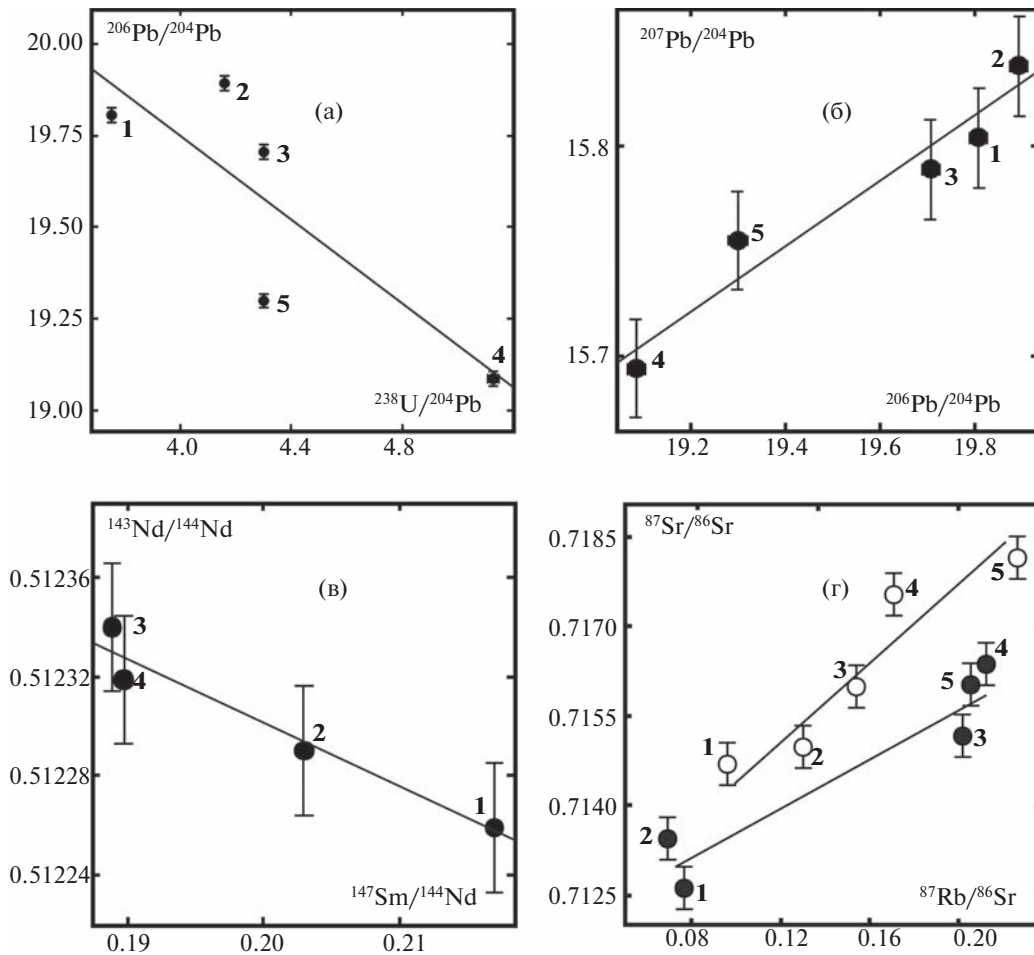 ²⁰⁶Pb/²⁰⁴Pb
20.00
19.75
19.50
19.25
19.00
1
2
3
5
4
(а)
²³⁸U/²⁰⁴Pb
4.0 4.4 4.8
²⁰⁷Pb/²⁰⁴Pb
15.8
15.7
(б)
2
1
3
5
4
²⁰⁶Pb/²⁰⁴Pb
19.2 19.4 19.6 19.8
¹⁴³Nd/¹⁴⁴Nd
0.51236
0.51232
0.51228
0.51224
(в)
3
4
2
1
¹⁴⁷Sm/¹⁴⁴Nd
0.19 0.20 0.21
⁸⁷Sr/⁸⁶Sr
0.7185
0.7170
0.7155
0.7140
0.7125
(г)
5
4
3
1
2
4
5
3
2
1
⁸⁷Rb/⁸⁶Sr
0.08 0.12 0.16 0.20